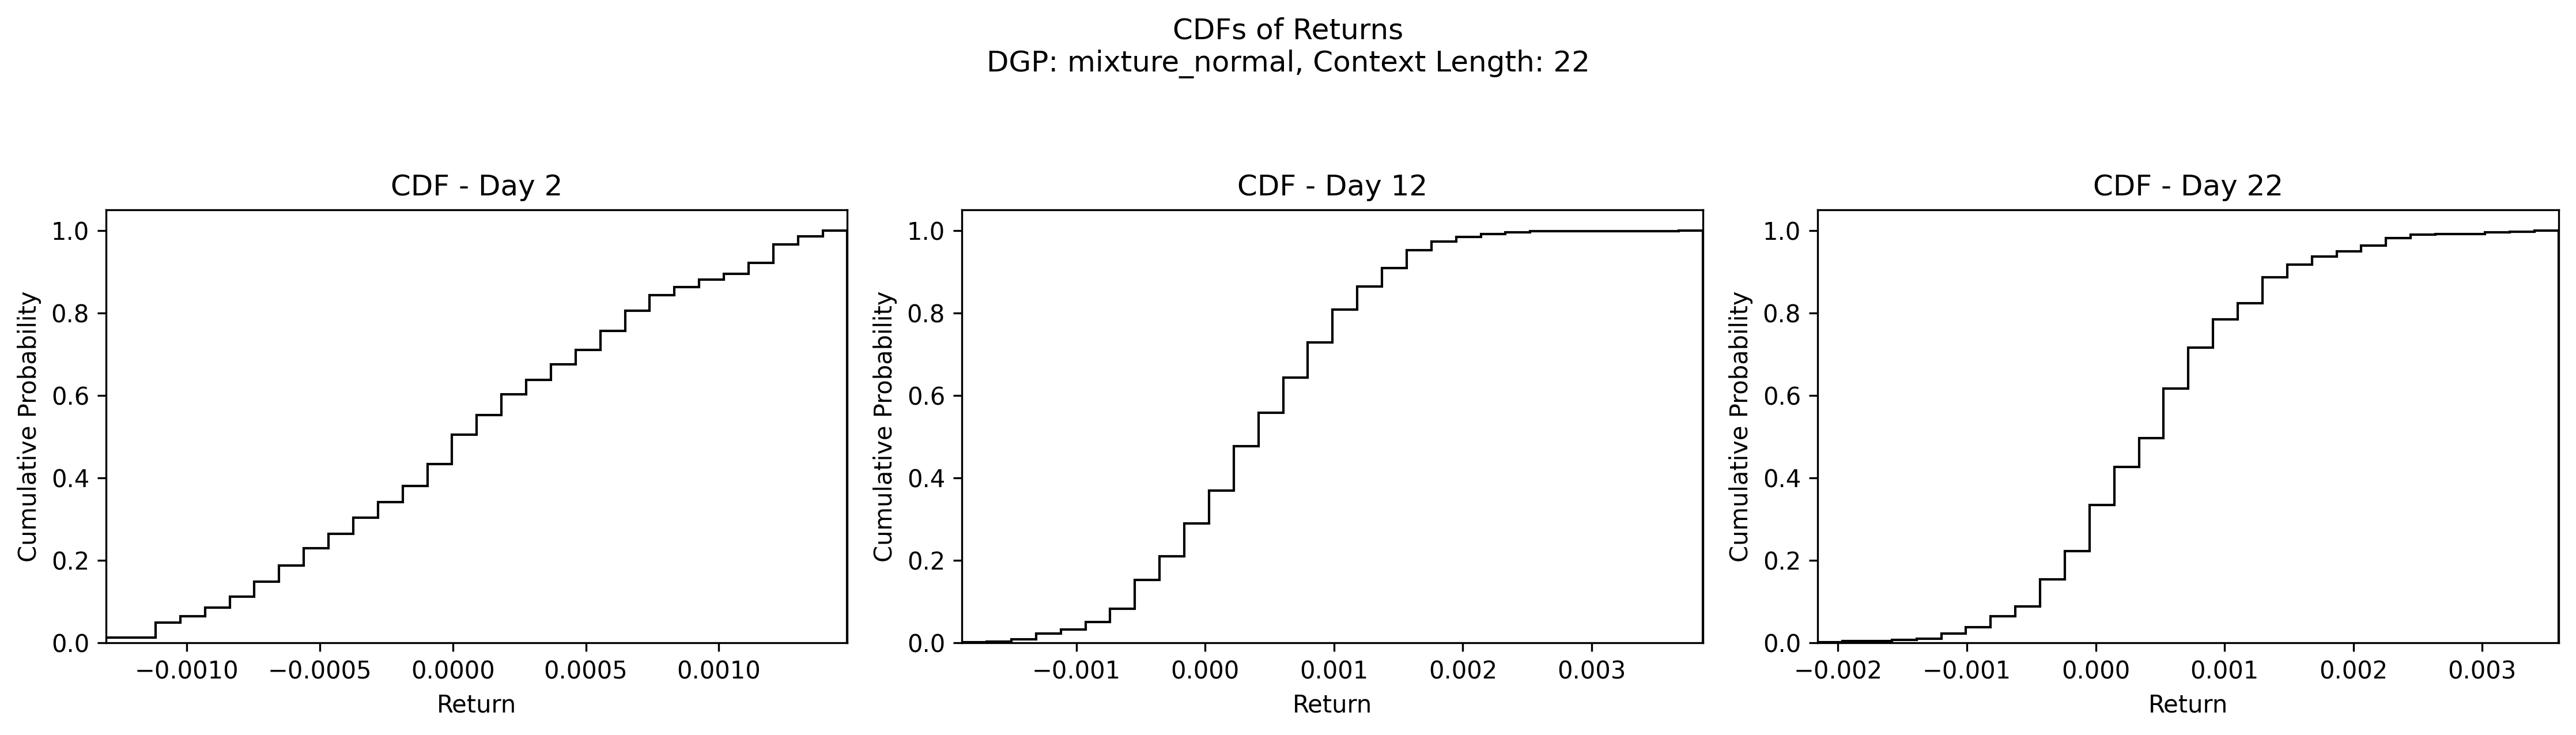 CDFs of Returns
DGP: mixture_normal, Context Length: 22
CDF - Day 2
1.0
0.8
0.6
0.4
0.2
0.0
Cumulative Probability
−0.0010 −0.0005 0.0000 0.0005 0.0010
Return
CDF - Day 12
1.0
0.8
0.6
0.4
0.2
0.0
Cumulative Probability
−0.001 0.000 0.001 0.002 0.003
Return
CDF - Day 22
1.0
0.8
0.6
0.4
0.2
0.0
Cumulative Probability
−0.002 −0.001 0.000 0.001 0.002 0.003
Return